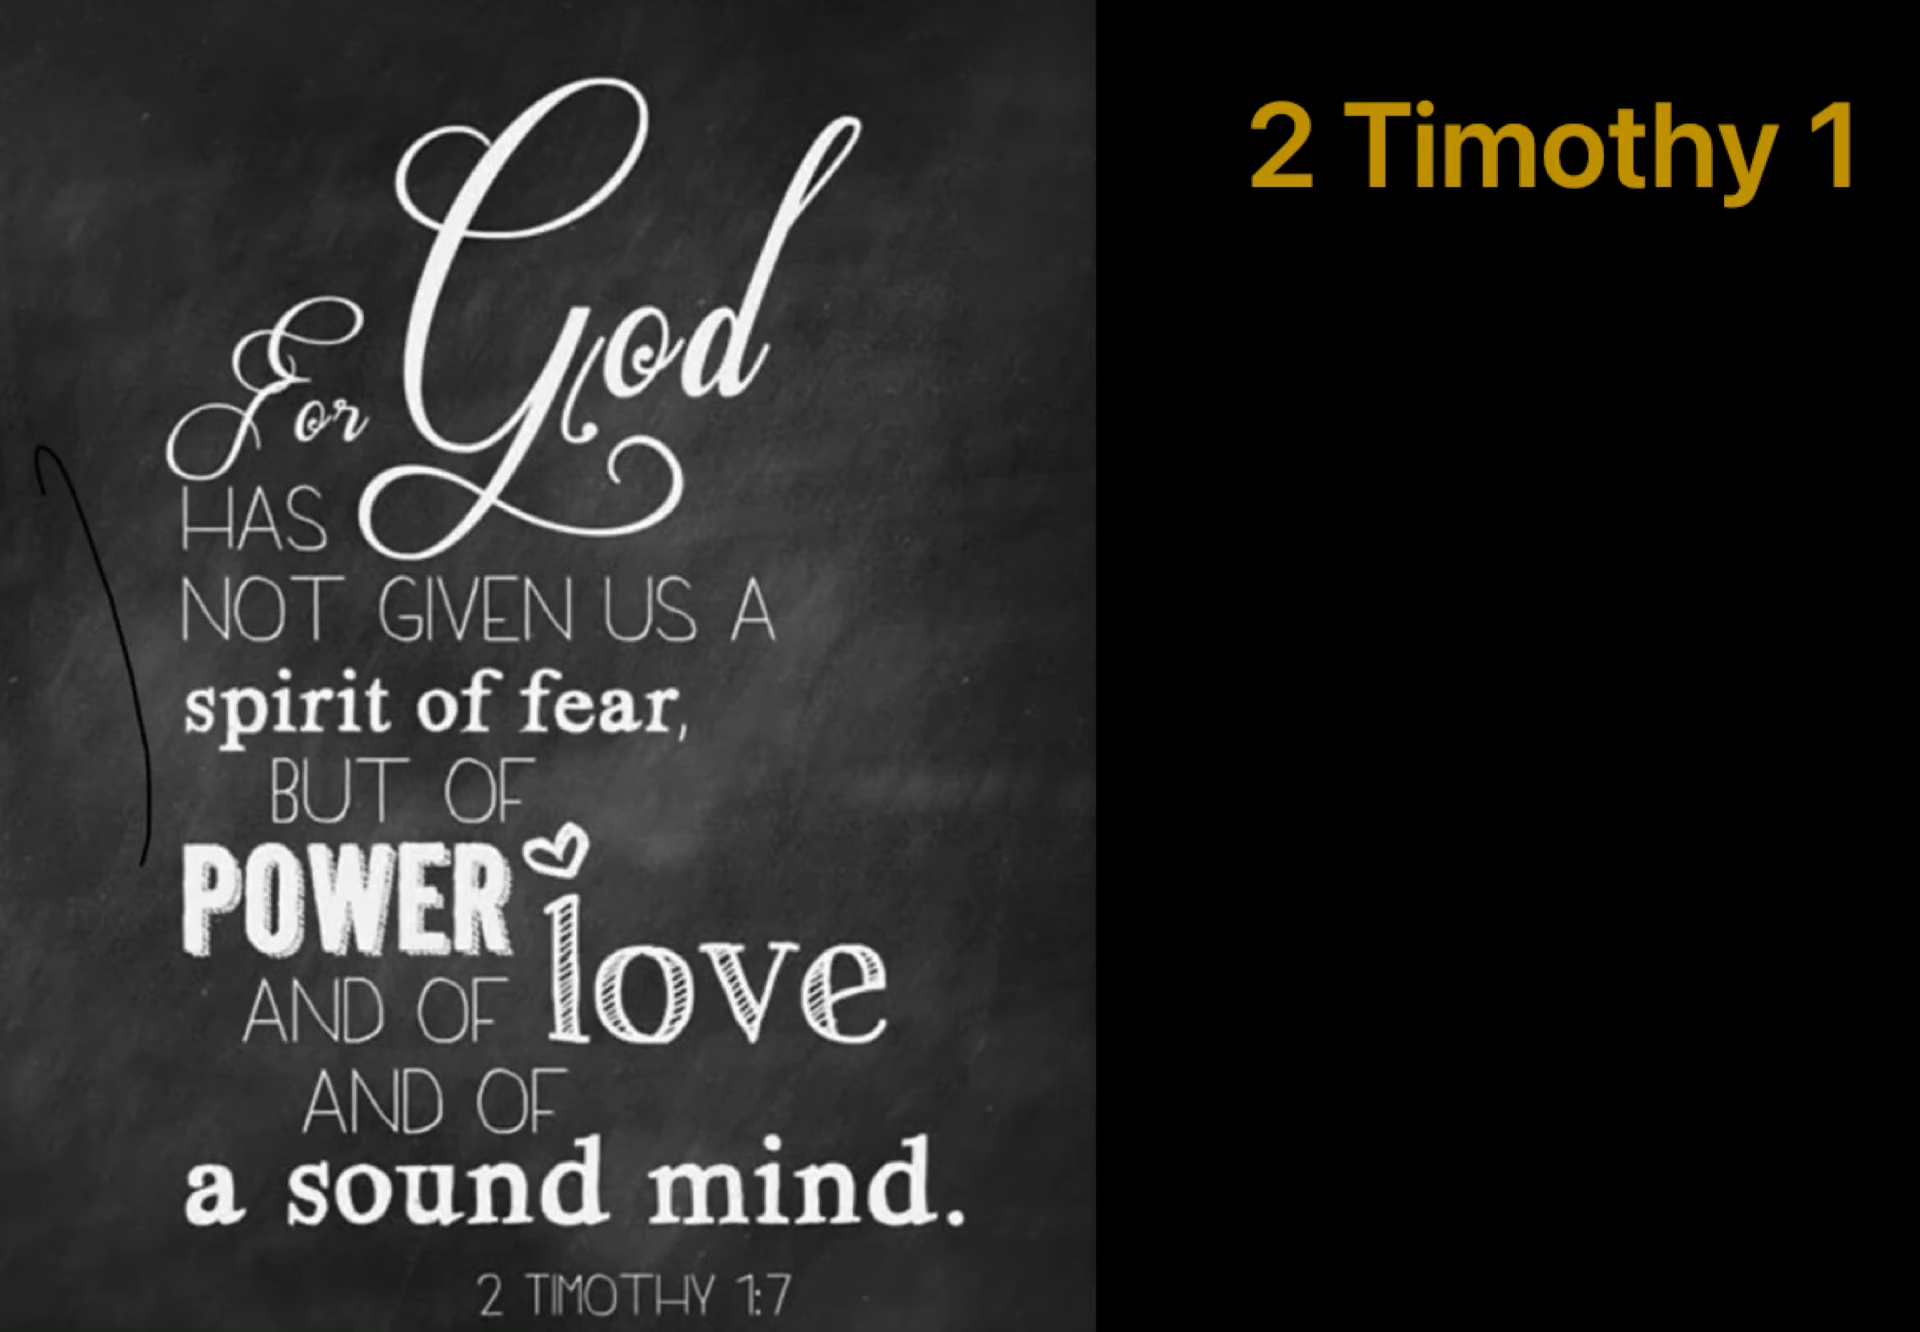 For God
HAS
NOT GIVEN US A
spirit of fear,
BUT OF
POWER
AND OF love
AND OF
a sound mind.
2 TIMOTHY 1:7
2 Timothy 1